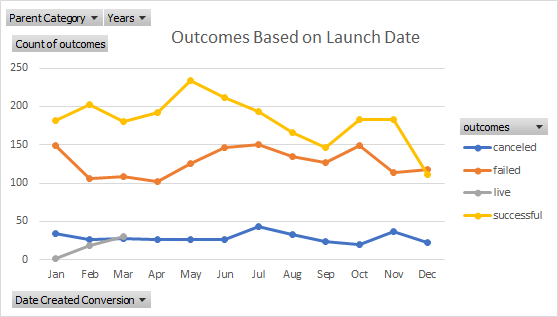 Parent Category Years
Count of outcomes
Outcomes Based on Launch Date
250
200
150
100
50
0
Jan Feb Mar Apr May Jun Jul Aug Sep Oct Nov Dec
outcomes
canceled
failed
live
successful
Date Created Conversion